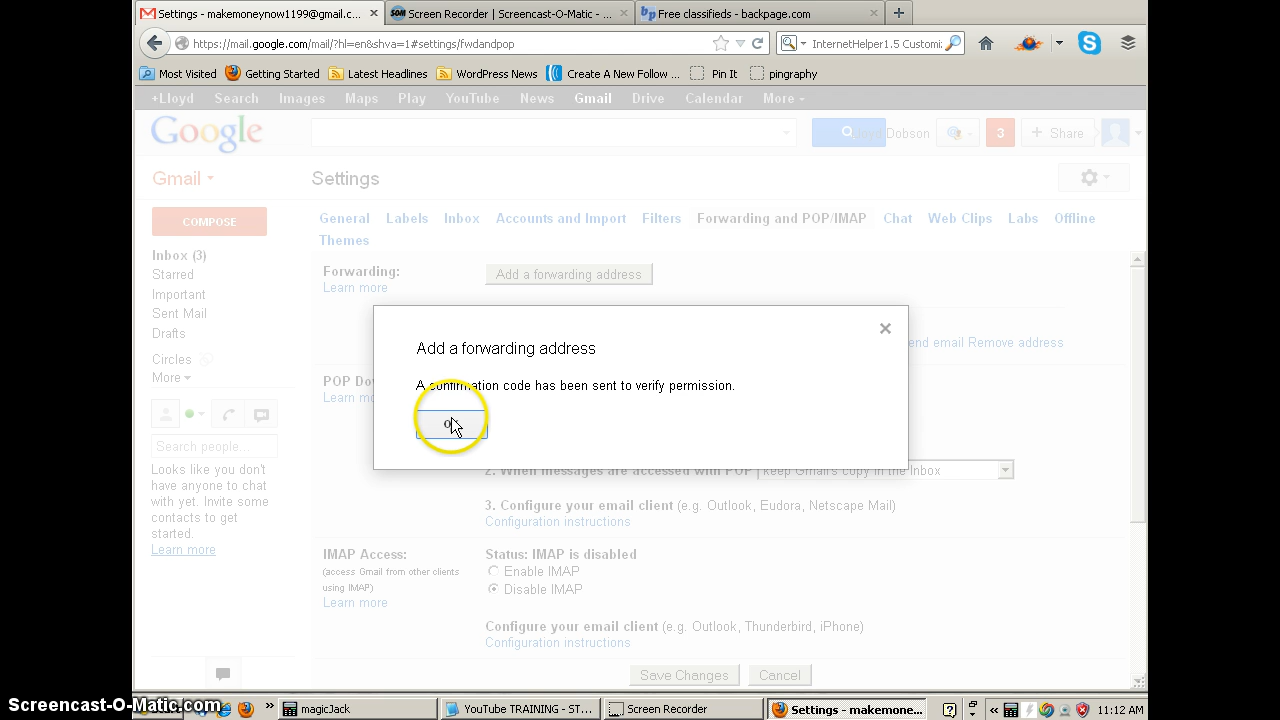 Settings - makemoney1199@gmail.c...
Screen Recorder | Screencast-O-Matic - ...
Free classifieds - backpage.com
https://mail.google.com/mail/?hl=en&shva=1#settings/fwdandpop
InternetHelper1.5 Customi
Most Visited
Getting Started
Latest Headlines
WordPress News
Create A New Follow ...
Pin It
pingraphy
+Lloyd Search Images Maps Play YouTube News Gmail Drive Calendar More
Google
Dobson
3
+ Share
Gmail
Settings
COMPOSE
General Labels Inbox Accounts and Import Filters Forwarding and POP/IMAP Chat Web Clips Labs Offline
Themes
Inbox (3)
Starred
Important
Sent Mail
Drafts
Circles
More
Search people...
Looks like you don't
have anyone to chat
with yet. Invite some
contacts to get
started.
Learn more
Forwarding:
Learn more
Add a forwarding address
end email Remove address
POP Dow
Learn mo
Add a forwarding address
A confirmation code has been sent to verify permission.
2. When messages are accessed with POP keep Gmail's copy in the Inbox
3. Configure your email client (e.g. Outlook, Eudora, Netscape Mail)
Configuration instructions
IMAP Access:
(access Gmail from other clients
using IMAP)
Learn more
Status: IMAP is disabled
Enable IMAP
Disable IMAP
Configure your email client (e.g. Outlook, Thunderbird, iPhone)
Configuration instructions
Save Changes
Cancel
Screencast-O-Matic.com
magicJack
YouTube TRAINING - ST...
Screen Recorder
Settings - makemone...
11:12 AM